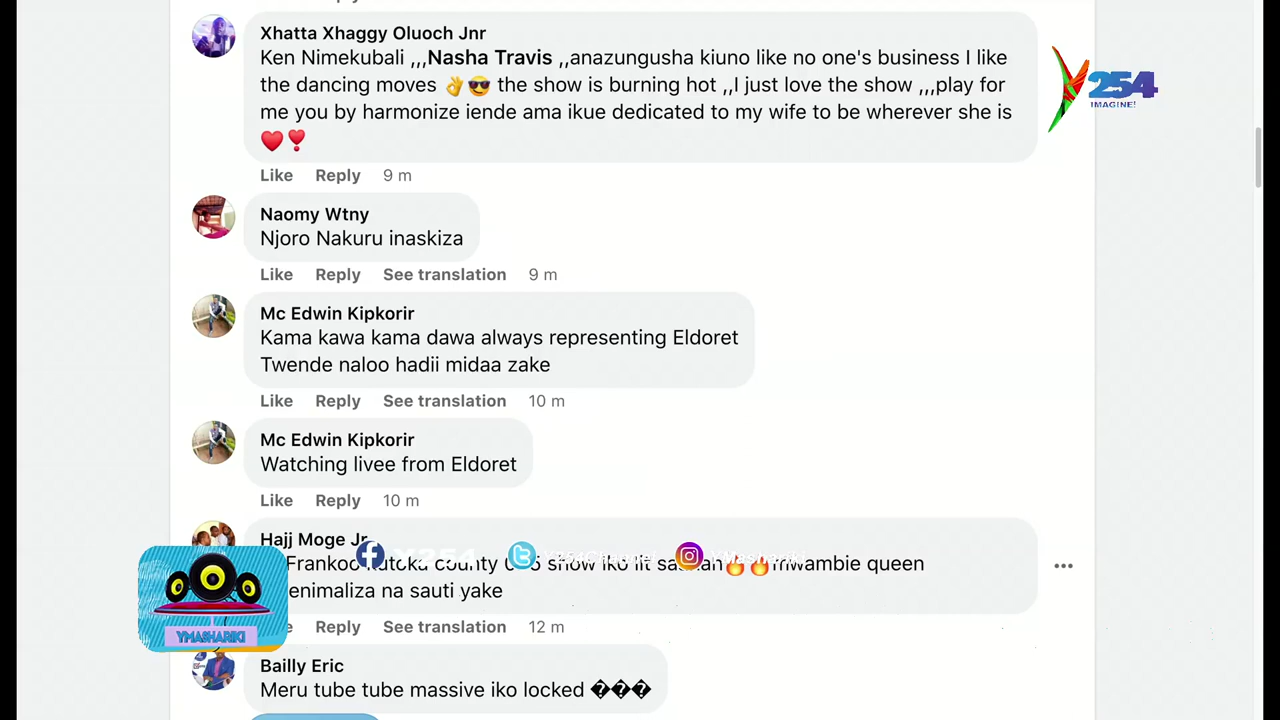 Reply
Xhatta Xhaggy Oluoch Jnr
Ken Nimekubali ,,,Nasha Travis ,,anazungusha kiuno like no one's business I like
the dancing moves 👌😎 the show is burning hot ,,I just love the show ,,,play for
me you by harmonize iende ama ikue dedicated to my wife to be wherever she is
❤️❣️
Like Reply 9 m
Y254
IMAGINE!
Naomy Wtny
Njoro Nakuru inaskiza
Like Reply See translation 9 m
Mc Edwin Kipkorir
Kama kawa kama dawa always representing Eldoret
Twende naloo hadii midaa zake
Like Reply See translation 10 m
Mc Edwin Kipkorir
Watching livee from Eldoret
Like Reply 10 m
Hajj Moge Jr
Frankoo kutoka county show iko lit 🔥🔥mwambie queen
na sauti yake
Y254 Y254Channel YMashariki
Reply See translation 12 m
YMASHARIKI
Bailly Eric
Meru tube tube massive iko locked ���